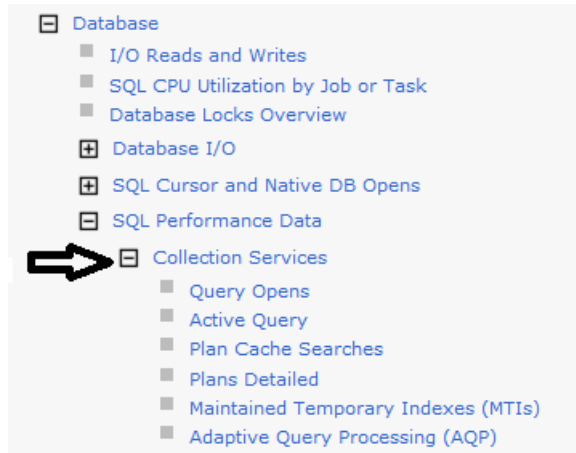 Database
I/O Reads and Writes
SQL CPU Utilization by Job or Task
Database Locks Overview
Database I/O
SQL Cursor and Native DB Opens
SQL Performance Data
Collection Services
Query Opens
Active Query
Plan Cache Searches
Plans Detailed
Maintained Temporary Indexes (MTIs)
Adaptive Query Processing (AQP)